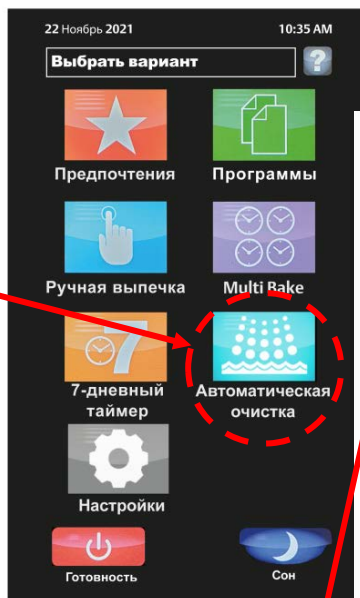 22 Ноябрь 2021 10:35 AM
Выбрать вариант ?
Предпочтения Программы
Ручная выпечка Multi Bake
7
7-дневный таймер
Автоматическая очистка
Настройки
Готовность Сон